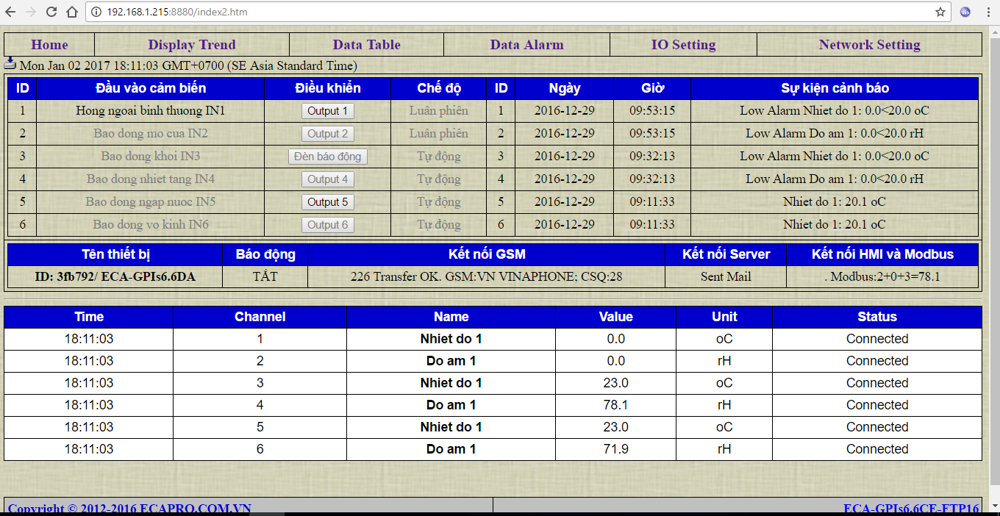 192.168.1.215:8880/index2.htm
Home Display Trend Data Table Data Alarm IO Setting Network Setting
Mon Jan 02 2017 18:11:03 GMT+0700 (SE Asia Standard Time)
ID Đầu vào cảm biến Điều khiển Chế độ ID Ngày Giờ Sự kiện cảnh báo
1 Hong ngoai binh thuong IN1 Output 1 Luân phiên 1 2016-12-29 09:53:15 Low Alarm Nhiet do 1: 0.0<20.0 oC
2 Bao dong mo cua IN2 Output 2 Luân phiên 2 2016-12-29 09:53:15 Low Alarm Do am 1: 0.0<20.0 rH
3 Bao dong khoi IN3 Đèn báo động Tự động 3 2016-12-29 09:32:13 Low Alarm Nhiet do 1: 0.0<20.0 oC
4 Bao dong nhiet tang IN4 Output 4 Tự động 4 2016-12-29 09:32:13 Low Alarm Do am 1: 0.0<20.0 rH
5 Bao dong ngap nuoc IN5 Output 5 Tự động 5 2016-12-29 09:11:33 Nhiet do 1: 20.1 oC
6 Bao dong vo kinh IN6 Output 6 Tự động 6 2016-12-29 09:11:33 Nhiet do 1: 20.1 oC
Tên thiết bị Báo động Kết nối GSM Kết nối Server Kết nối HMI và Modbus
ID: 3fb792/ ECA-GPIs6.6DA TẮT 226 Transfer OK. GSM:VN VINAPHONE; CSQ:28 Sent Mail . Modbus:2+0+3=78.1
Time Channel Name Value Unit Status
18:11:03 1 Nhiet do 1 0.0 oC Connected
18:11:03 2 Do am 1 0.0 rH Connected
18:11:03 3 Nhiet do 1 23.0 oC Connected
18:11:03 4 Do am 1 78.1 rH Connected
18:11:03 5 Nhiet do 1 23.0 oC Connected
18:11:03 6 Do am 1 71.9 rH Connected
Copyright © 2012-2016 ECAPRO.COM.VN ECA-GPIs6.6CE-FTP16